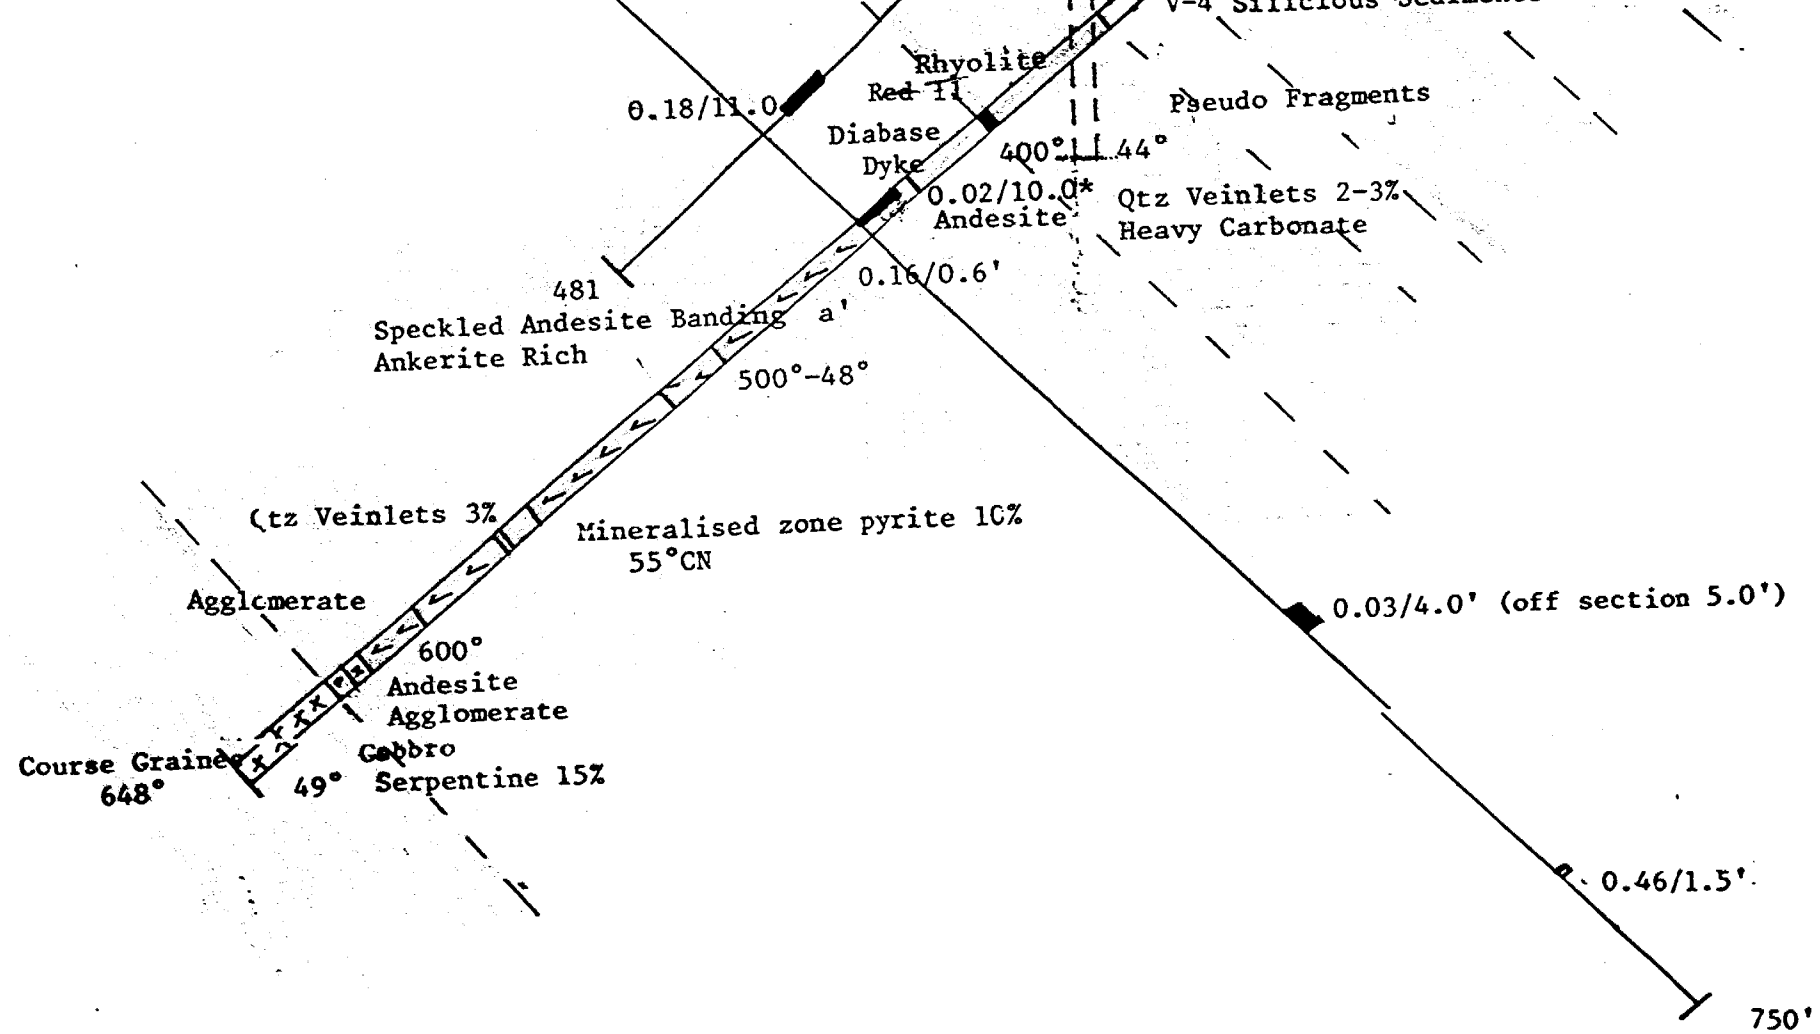 V-4 Silicious Sediments
Rhyolite
Red
0.18/11.0
Pseudo Fragments
Diabase
Dyke
400° 44°
0.02/10.0*
Andesite
Qtz Veinlets 2-3%
Heavy Carbonate
0.16/0.6'
481
Speckled Andesite Banding a'
Ankerite Rich
500°-48°
Qtz Veinlets 3%
Mineralised zone pyrite 10%
55°CN
Agglomerate
0.03/4.0' (off section 5.0')
600°
Andesite
Agglomerate
Gabbro
Course Grained
648°
49° Serpentine 15%
0.46/1.5'
750'